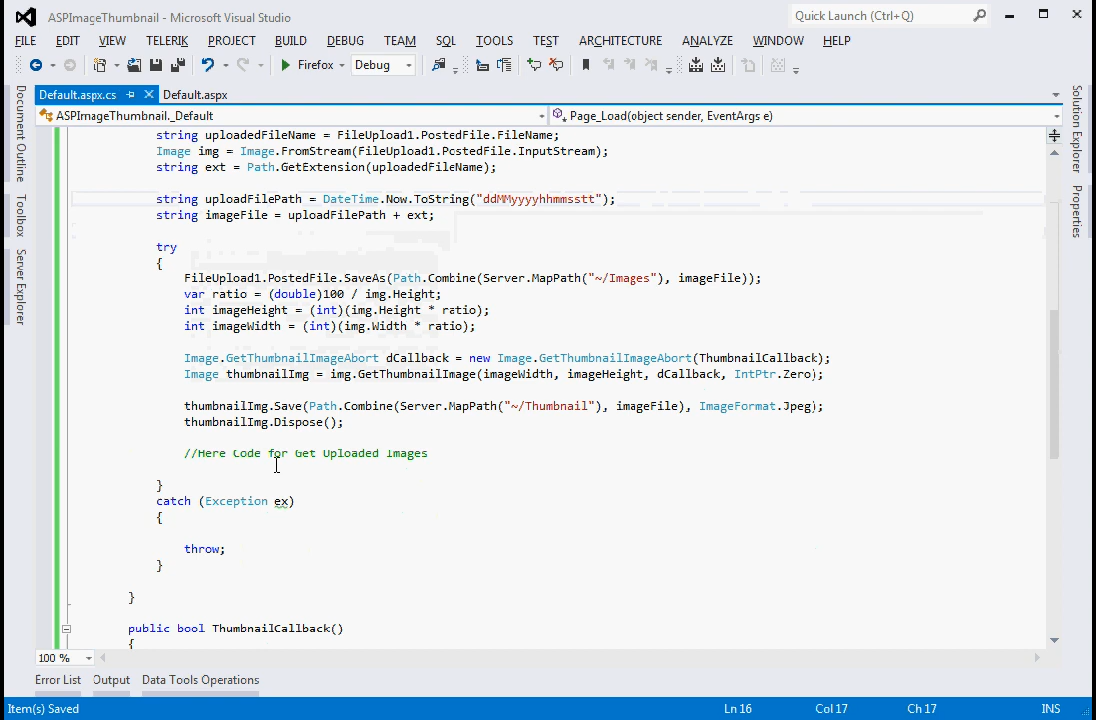 ASPImageThumbnail - Microsoft Visual Studio
Quick Launch (Ctrl+Q)
FILE EDIT VIEW TELERIK PROJECT BUILD DEBUG TEAM SQL TOOLS TEST ARCHITECTURE ANALYZE WINDOW HELP
Firefox Debug
Default.aspx.cs Default.aspx
ASPImageThumbnail._Default Page_Load(object sender, EventArgs e)
Document Outline
Toolbox
Server Explorer
string uploadedFileName = FileUpload1.PostedFile.FileName;
Image img = Image.FromStream(FileUpload1.PostedFile.InputStream);
string ext = Path.GetExtension(uploadedFileName);
string uploadFilePath = DateTime.Now.ToString("ddMMyyyyhhmmsstt");
string imageFile = uploadFilePath + ext;
try
{
FileUpload1.PostedFile.SaveAs(Path.Combine(Server.MapPath("~/Images"), imageFile));
var ratio = (double)100 / img.Height;
int imageHeight = (int)(img.Height * ratio);
int imageWidth = (int)(img.Width * ratio);
Image.GetThumbnailImageAbort dCallback = new Image.GetThumbnailImageAbort(ThumbnailCallback);
Image thumbnailImg = img.GetThumbnailImage(imageWidth, imageHeight, dCallback, IntPtr.Zero);
thumbnailImg.Save(Path.Combine(Server.MapPath("~/Thumbnail"), imageFile), ImageFormat.Jpeg);
thumbnailImg.Dispose();
//Here Code for Get Uploaded Images
}
catch (Exception ex)
{
throw;
}
}
public bool ThumbnailCallback()
{
Solution Explorer
Properties
100 %
Error List Output Data Tools Operations
Item(s) Saved Ln 16 Col 17 Ch 17 INS